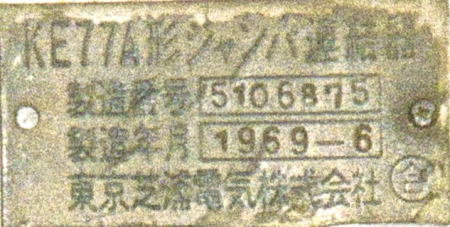 KE77A形ジャンパ連結器
製造番号 5106875
製造年月 1969-6
東京芝浦電気株式会社